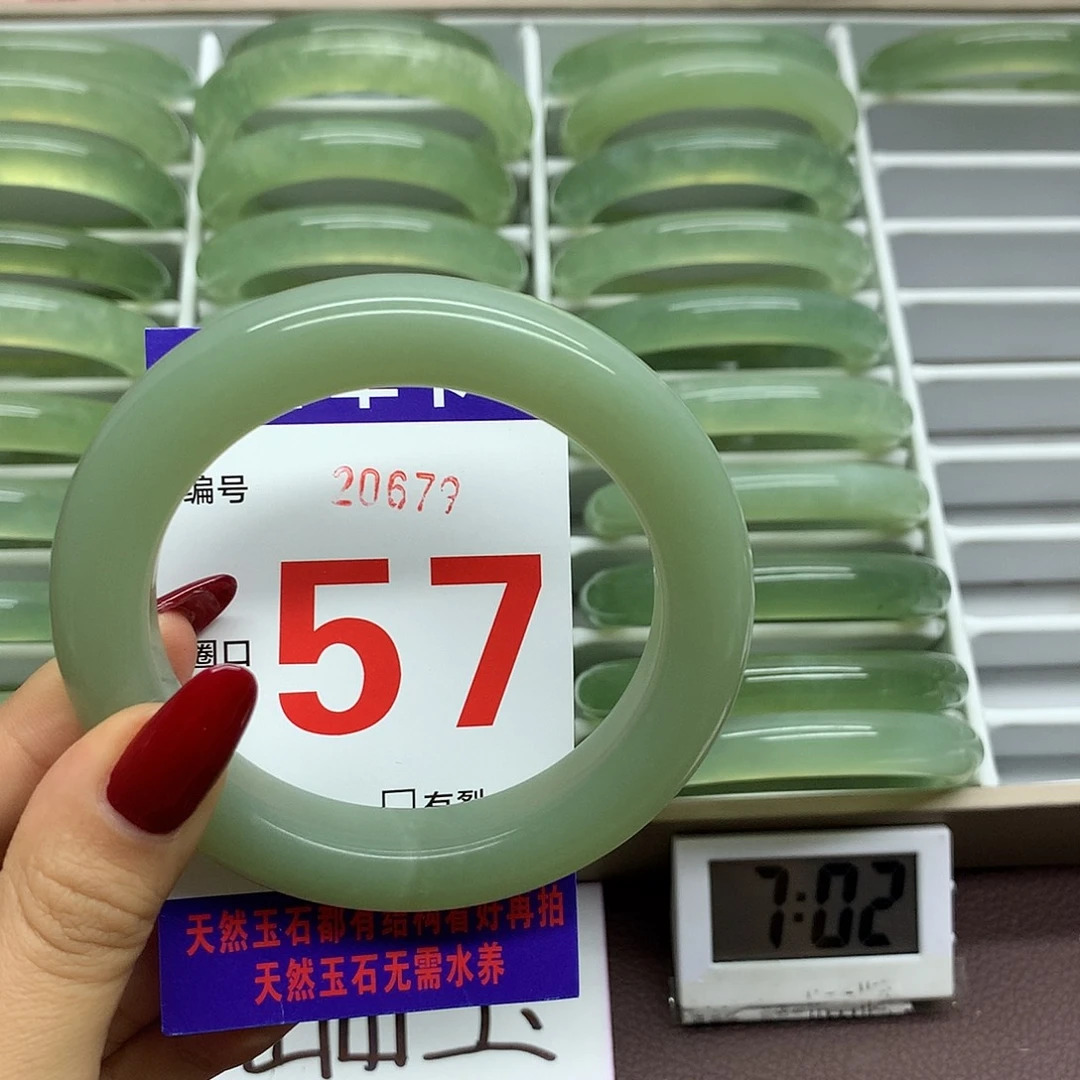 编号 20679
圈口 57
有裂
天然玉石都有结构看好再拍
天然玉石无需水养
7:02